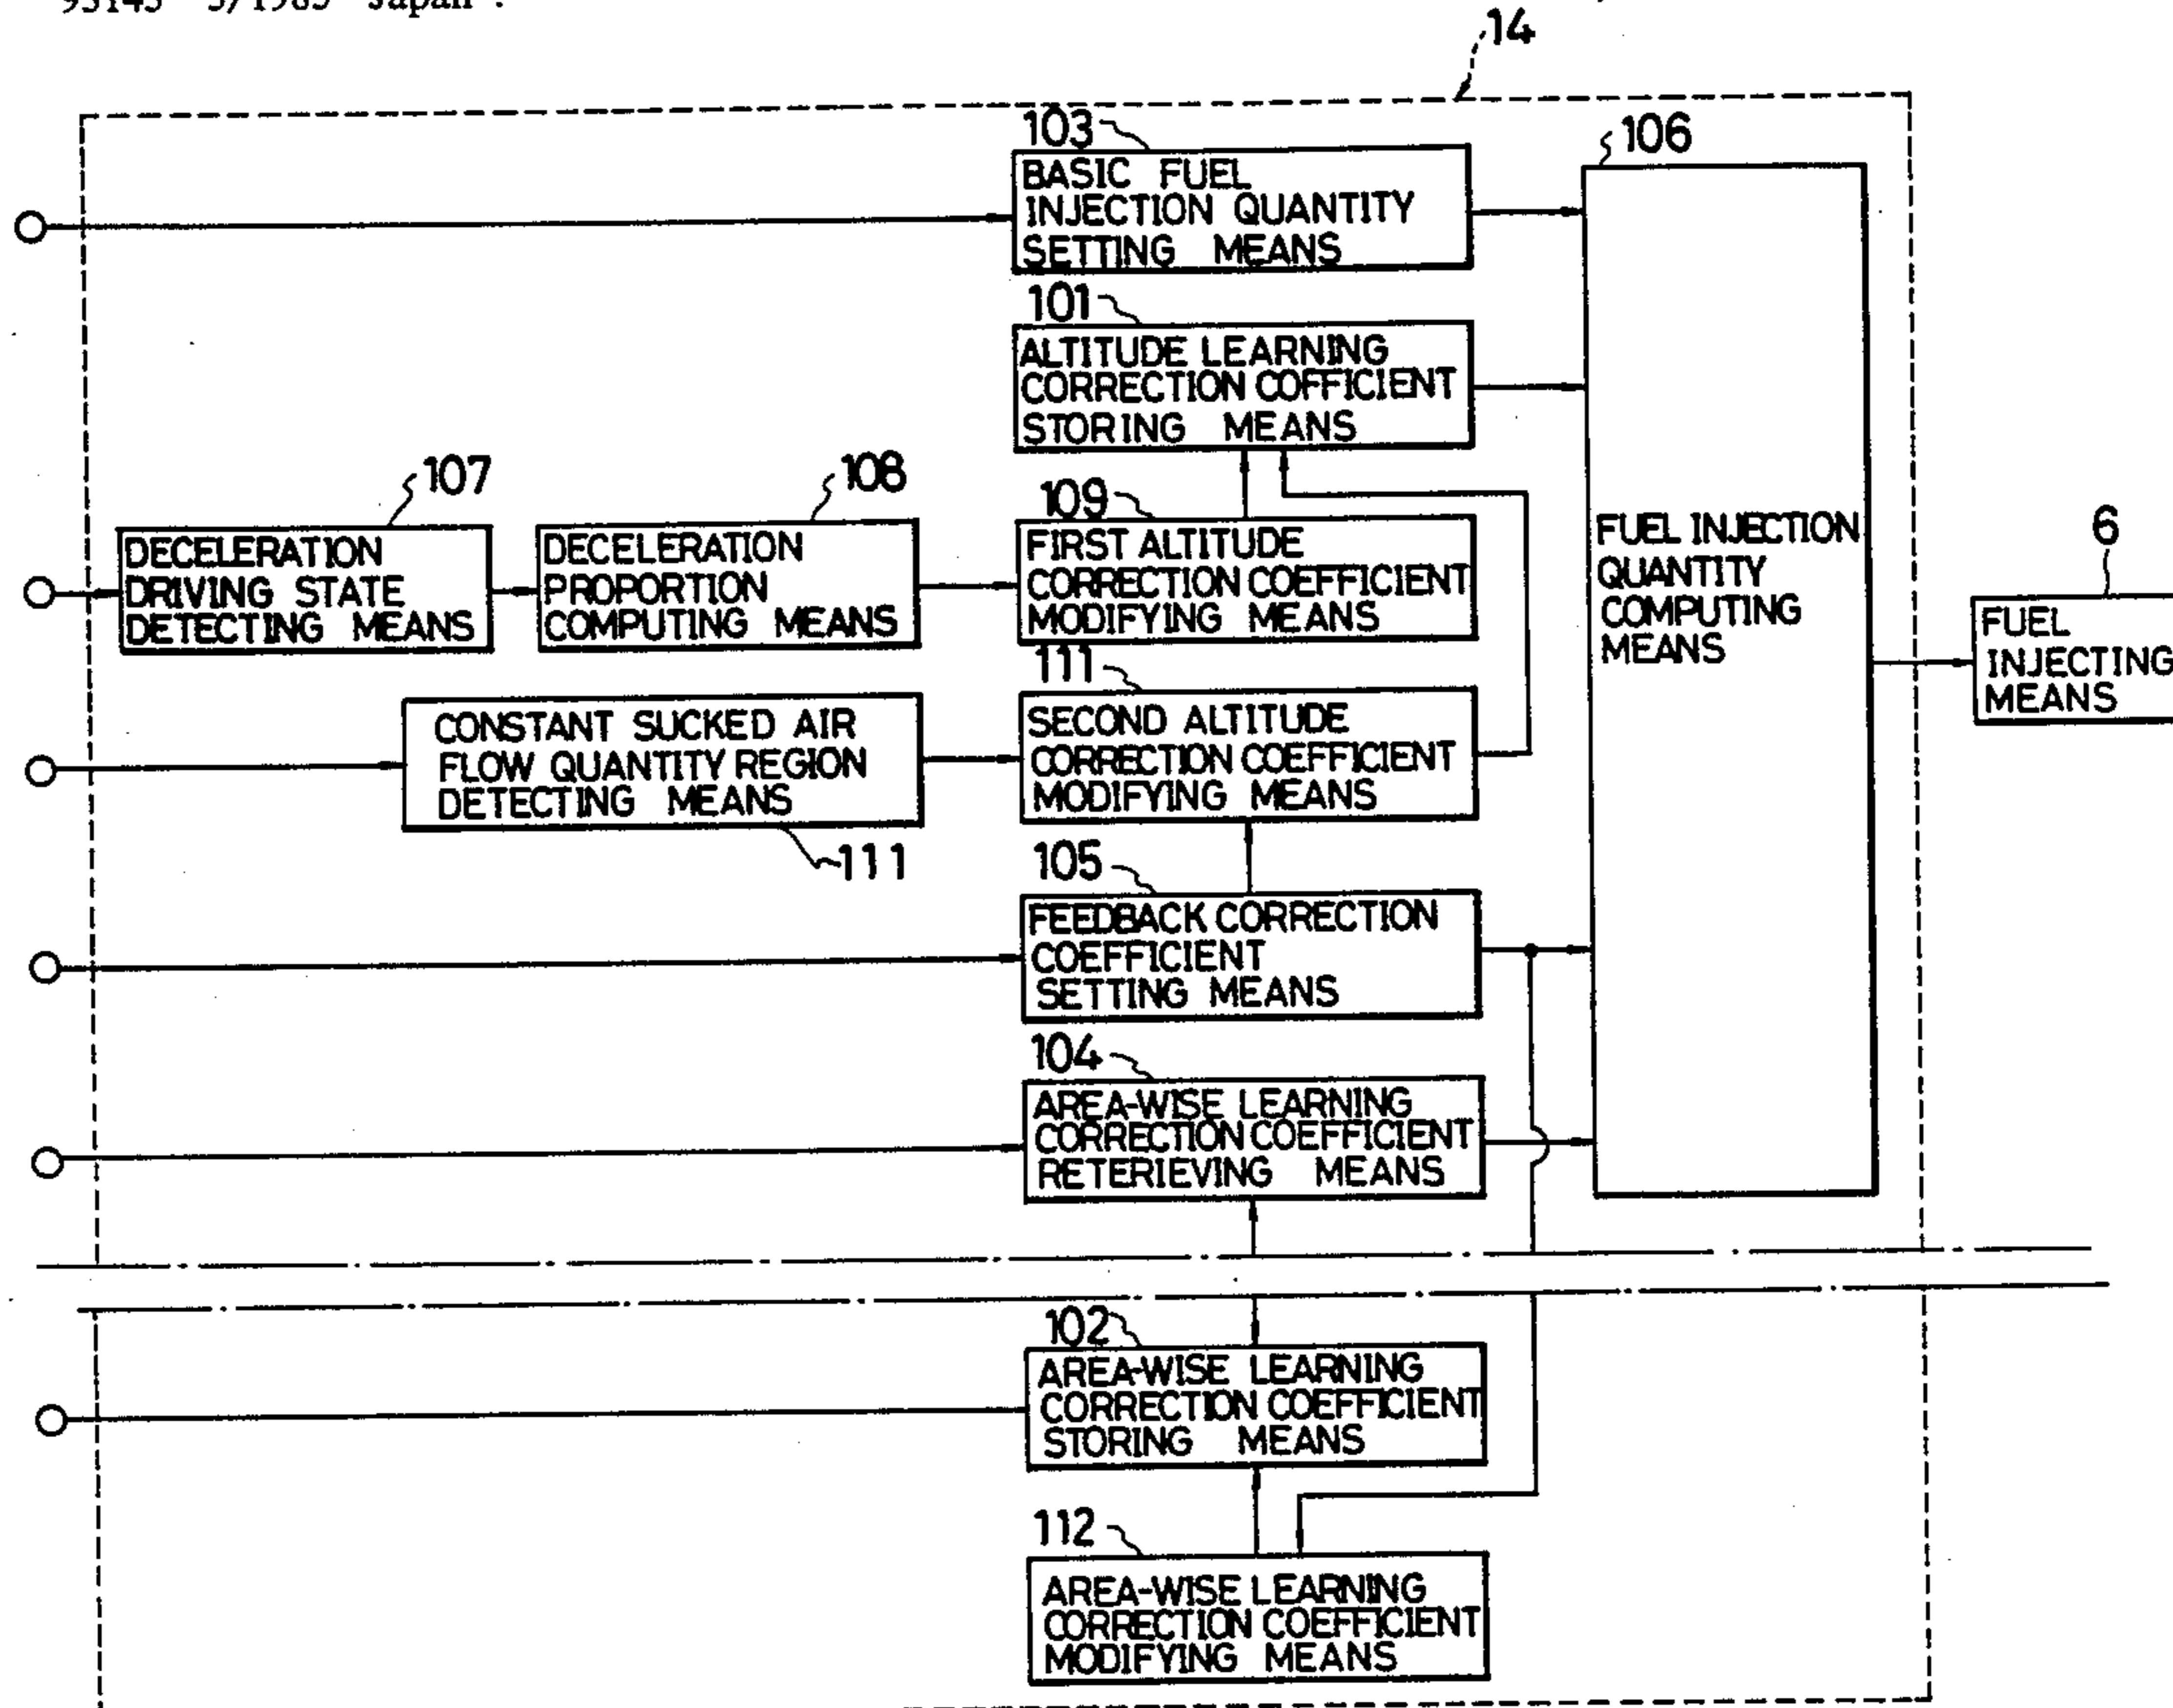 93143 5/1985 Japan .
14
103
BASIC FUEL
INJECTION QUANTITY
SETTING MEANS
106
101
ALTITUDE LEARNING
CORRECTION COFFICIENT
STORING MEANS
107
DECELERATION
DRIVING STATE
DETECTING MEANS
108
DECELERATION
PROPORTION
COMPUTING MEANS
109
FIRST ALTITUDE
CORRECTION COEFFICIENT
MODIFYING MEANS
FUEL INJECTION
QUANTITY
COMPUTING
MEANS
6
FUEL
INJECTING
MEANS
111
SECOND ALTITUDE
CORRECTION COEFFICIENT
MODIFYING MEANS
CONSTANT SUCKED AIR
FLOW QUANTITY REGION
DETECTING MEANS
111
105
FEEDBACK CORRECTION
COEFFICIENT
SETTING MEANS
104
AREA-WISE LEARNING
CORRECTION COEFFICIENT
RETERIEVING MEANS
102
AREA-WISE LEARNING
CORRECTION COEFFICIENT
STORING MEANS
112
AREA-WISE LEARNING
CORRECTION COEFFICIENT
MODIFYING MEANS